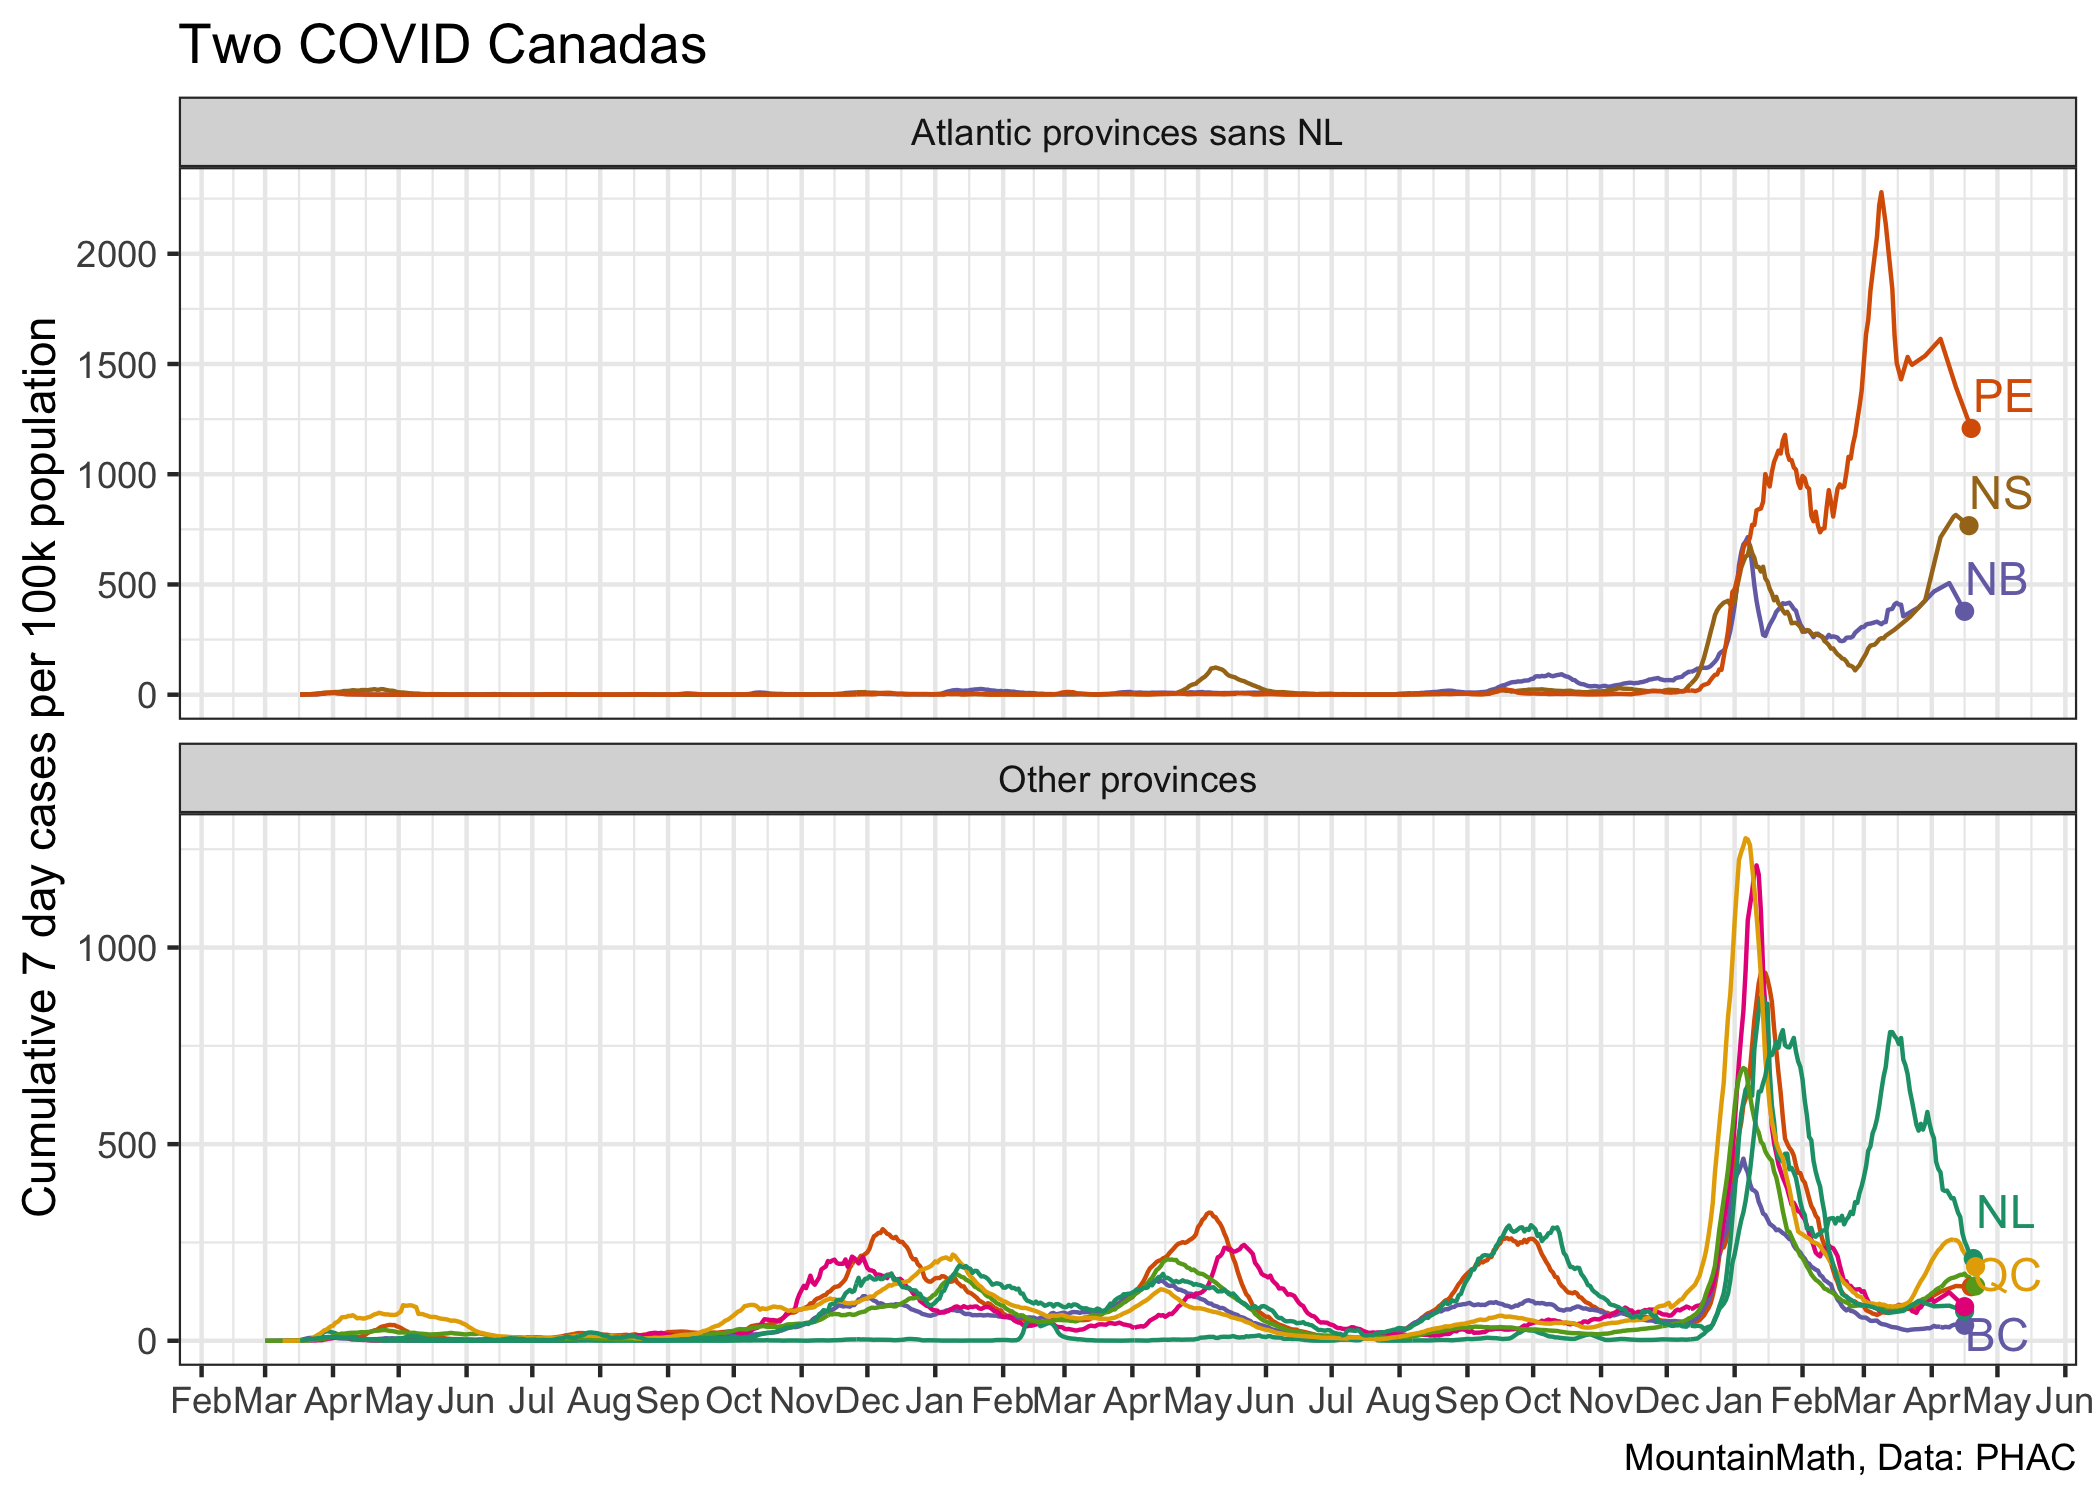 Two COVID Canadas
Atlantic provinces sans NL
Cumulative 7 day cases per 100k population
2000
1500
1000
500
0
PE
NS
NB
Other provinces
1000
500
0
NL
QC
BC
Feb Mar Apr May Jun Jul Aug Sep Oct Nov Dec Jan Feb Mar Apr May Jun Jul Aug Sep Oct Nov Dec Jan Feb Mar Apr May Jun
MountainMath, Data: PHAC